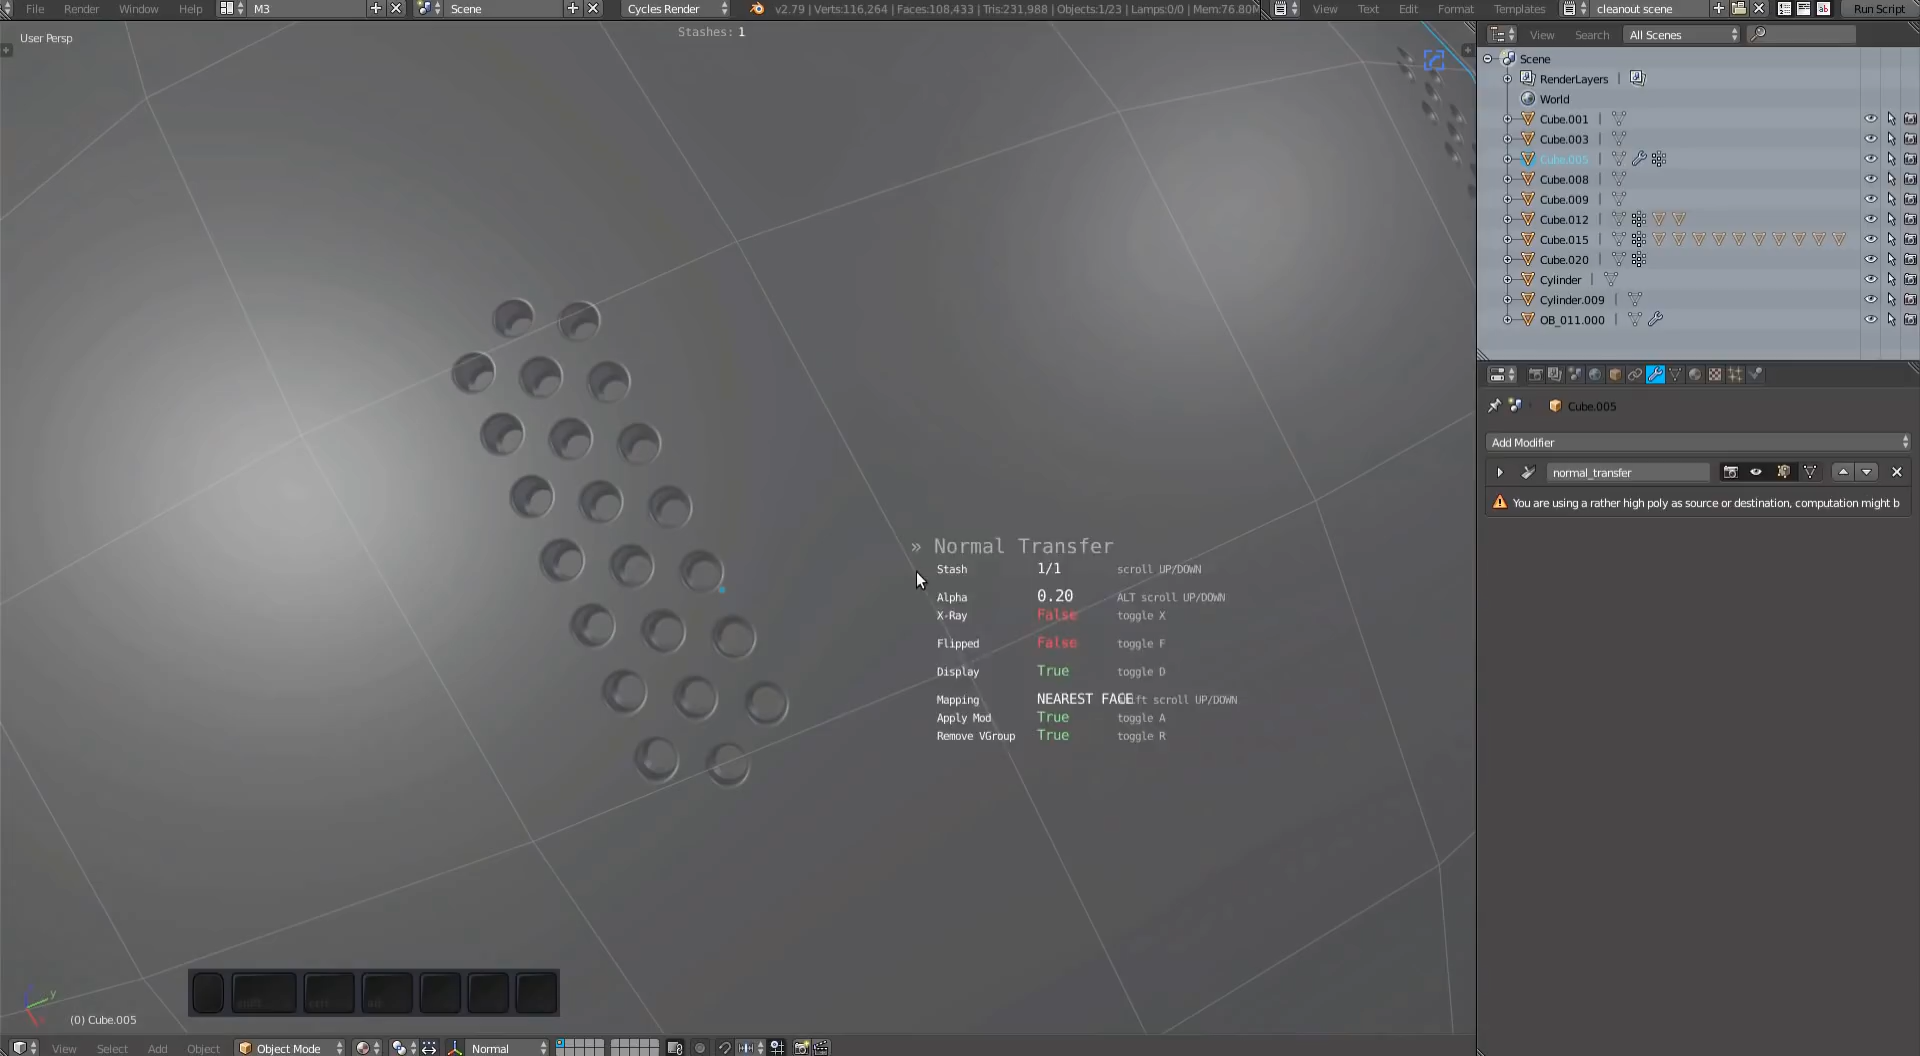 File Render Window Help M3 Scene Cycles Render v2.79 | Verts:116,264 | Faces:108,433 | Tris:231,988 | Objects:1/23 | Lamps:0/0 | Mem:76.80M View Text Edit Format Templates cleanout scene Run Script
User Persp
Stashes: 1
View Search All Scenes
Scene
RenderLayers
World
Cube.001
Cube.003
Cube.005
Cube.008
Cube.009
Cube.012
Cube.015
Cube.020
Cylinder
Cylinder.009
OB_011.000
Cube.005
Add Modifier
normal_transfer
You are using a rather high poly as source or destination, computation might b
» Normal Transfer
Stash 1/1 scroll UP/DOWN
Alpha 0.20 ALT scroll UP/DOWN
X-Ray False toggle X
Flipped False toggle F
Display True toggle D
Mapping NEAREST FACE scroll UP/DOWN
Apply Mod True toggle A
Remove VGroup True toggle R
y
(0) Cube.005
View Select Add Object Object Mode Normal